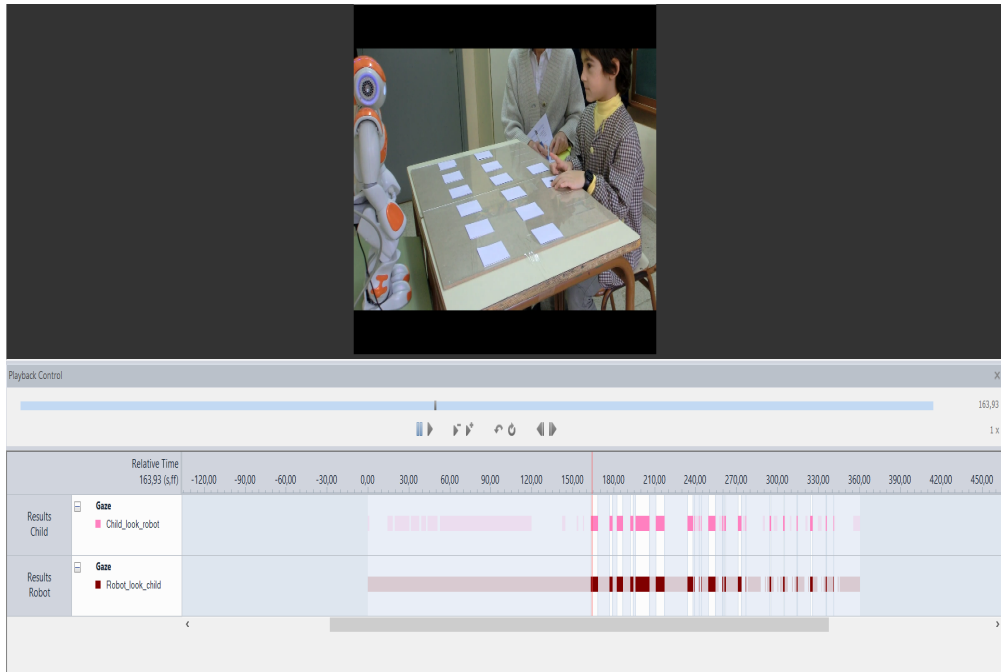 Playback Control X
163,93
1 x
Relative Time
163,93 (s,ff)
-120,00 -90,00 -60,00 -30,00 0,00 30,00 60,00 90,00 120,00 150,00 180,00 210,00 240,00 270,00 300,00 330,00 360,00 390,00 420,00 450,00
Results
Child
Gaze
Child_look_robot
Results
Robot
Gaze
Robot_look_child